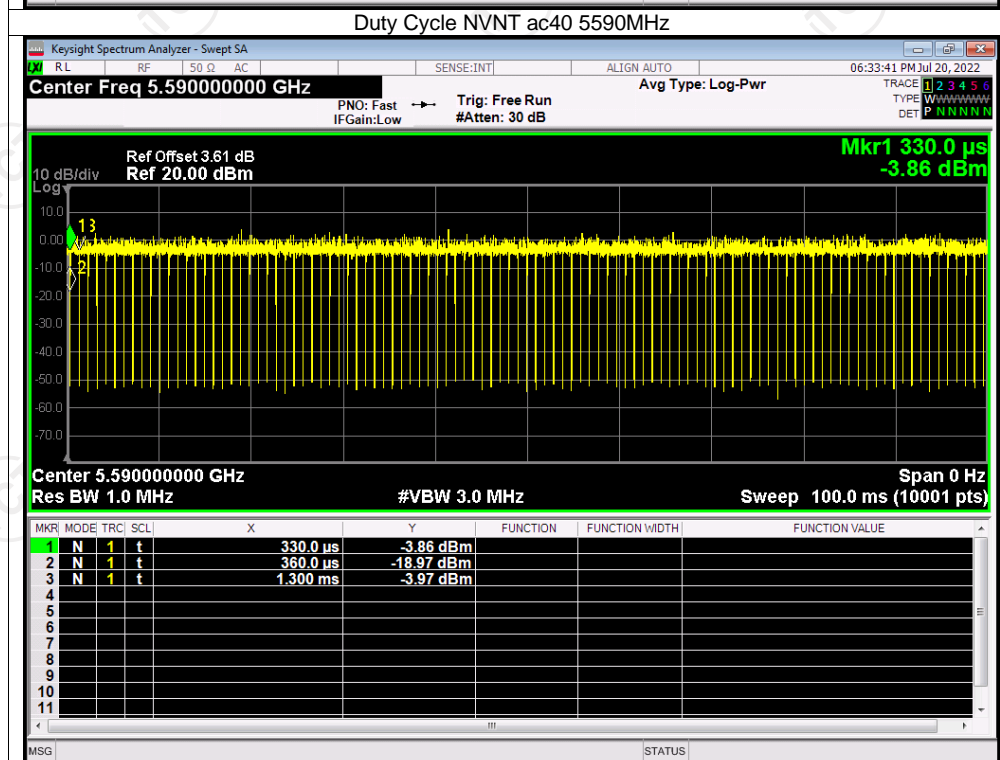 Duty Cycle NVNT ac40 5590MHz
Keysight Spectrum Analyzer - Swept SA
LXI RL RF 50 Ω AC SENSE:INT ALIGN AUTO 06:33:41 PM Jul 20, 2022
Center Freq 5.590000000 GHz
PNO: Fast
IFGain:Low
Trig: Free Run
#Atten: 30 dB
Avg Type: Log-Pwr
TRACE 1 2 3 4 5 6
TYPE W W W W W W
DET P N N N N N
Mkr1 330.0 µs
-3.86 dBm
Ref Offset 3.61 dB
10 dB/div Ref 20.00 dBm
Log
10.0
0.00
-10.0
-20.0
-30.0
-40.0
-50.0
-60.0
-70.0
1 3
2
Center 5.590000000 GHz Span 0 Hz
Res BW 1.0 MHz #VBW 3.0 MHz Sweep 100.0 ms (10001 pts)
MKR MODE TRC SCL X Y FUNCTION FUNCTION WIDTH FUNCTION VALUE
1 N 1 t 330.0 µs -3.86 dBm
2 N 1 t 360.0 µs -18.97 dBm
3 N 1 t 1.300 ms -3.97 dBm
4
5
6
7
8
9
10
11
MSG STATUS